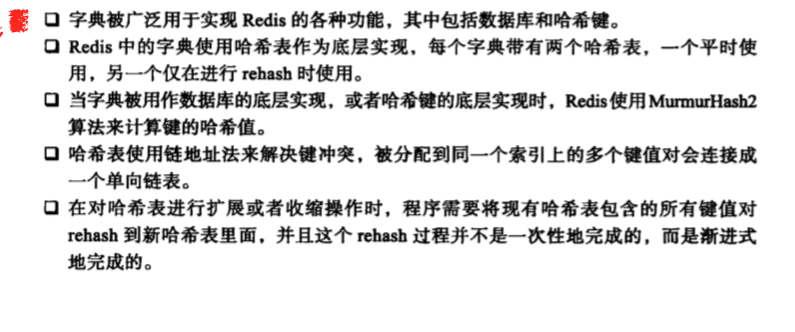 ❑ 字典被广泛用于实现 Redis 的各种功能，其中包括数据库和哈希键。
❑ Redis 中的字典使用哈希表作为底层实现，每个字典带有两个哈希表，一个平时使
用，另一个仅在进行 rehash 时使用。
❑ 当字典被用作数据库的底层实现，或者哈希键的底层实现时，Redis 使用 MurmurHash2
算法来计算键的哈希值。
❑ 哈希表使用链地址法来解决键冲突，被分配到同一个索引上的多个键值对会连接成
一个单向链表。
❑ 在对哈希表进行扩展或者收缩操作时，程序需要将现有哈希表包含的所有键值对
rehash 到新哈希表里面，并且这个 rehash 过程并不是一次性地完成的，而是渐进式
地完成的。